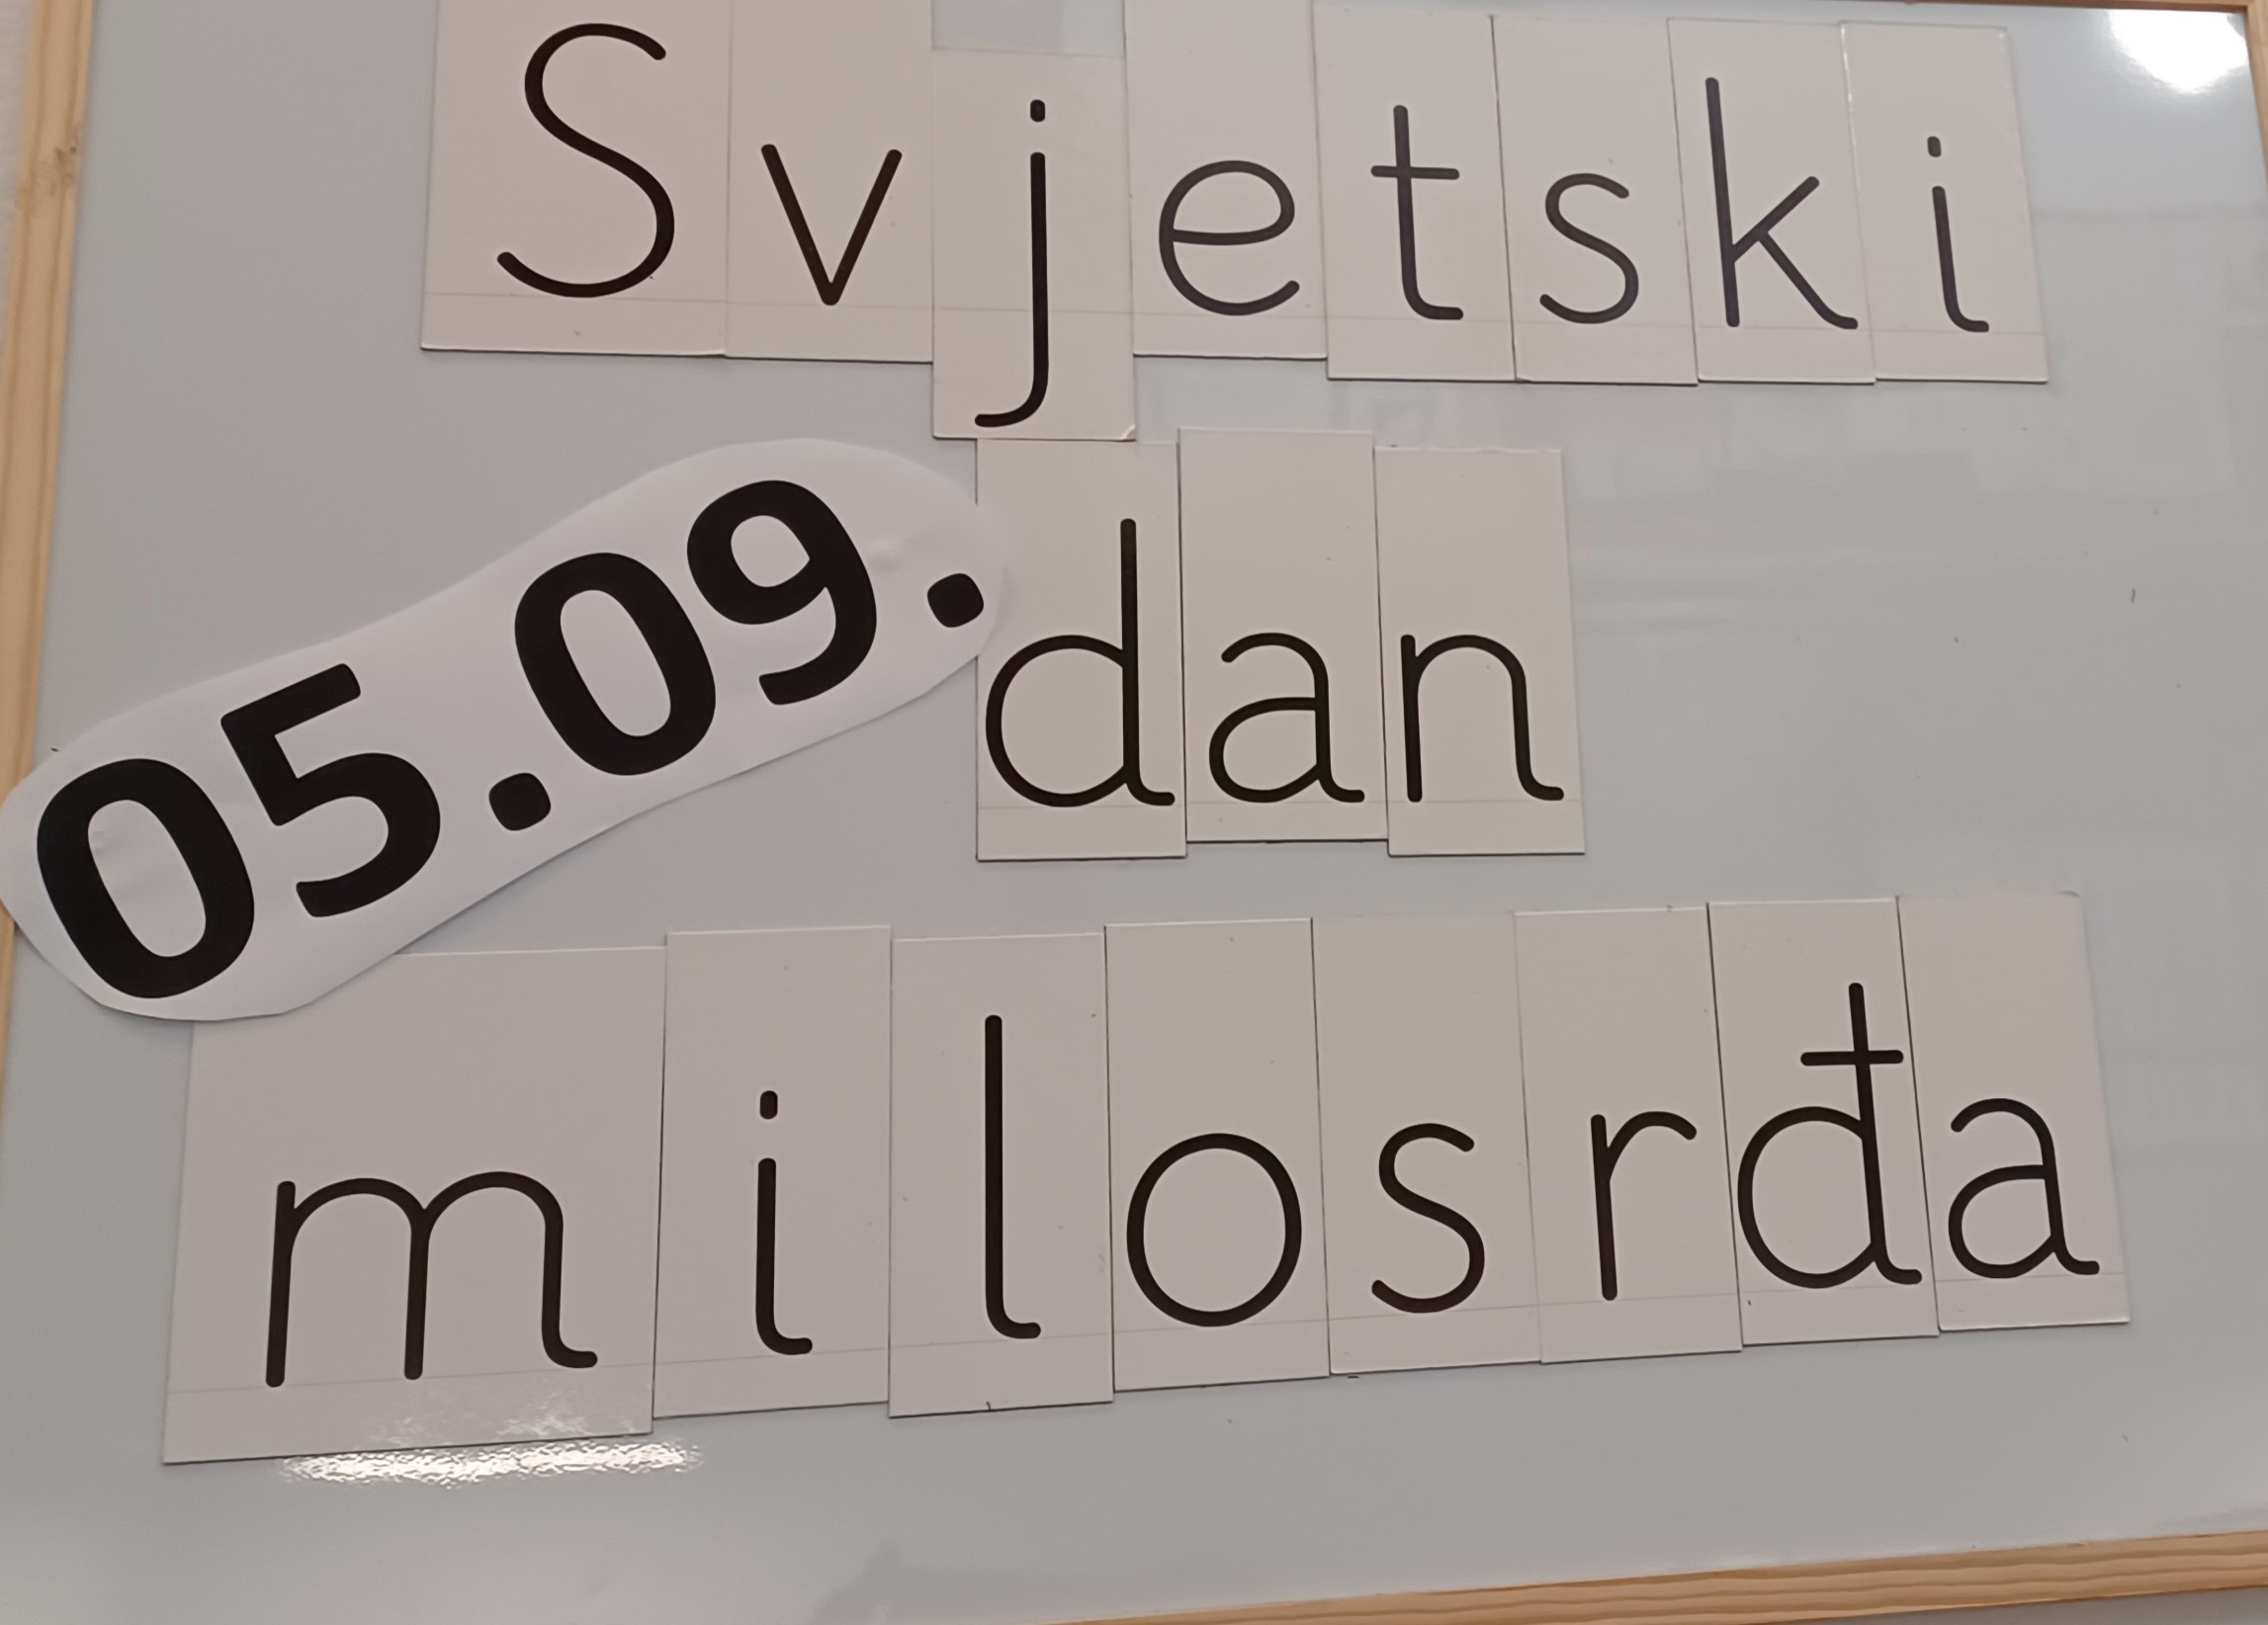 Svjetski
05.09.
dan
milosrđa